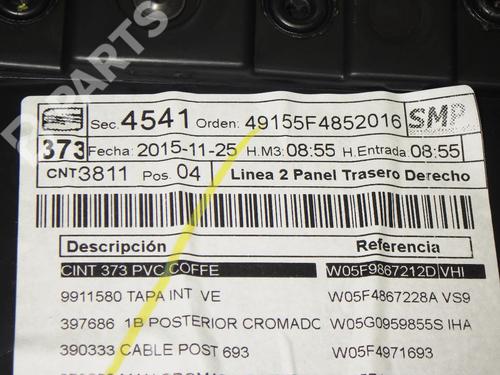 Sec. 4541 Orden: 49155F4852016 SMP
373 Fecha: 2015-11-25 H.M3: 08:55 H.Entrada: 08:55
CNT 3811 Pos. 04 Linea 2 Panel Trasero Derecho
Descripción Referencia
CINT 373 PVC COFFE W05F9867212D VHI
9911580 TAPA INT VE W05F4867228A VS9
397686 1B POSTERIOR CROMADO W05G0959855S IHA
390333 CABLE POST 693 W05F4971693
PARTS